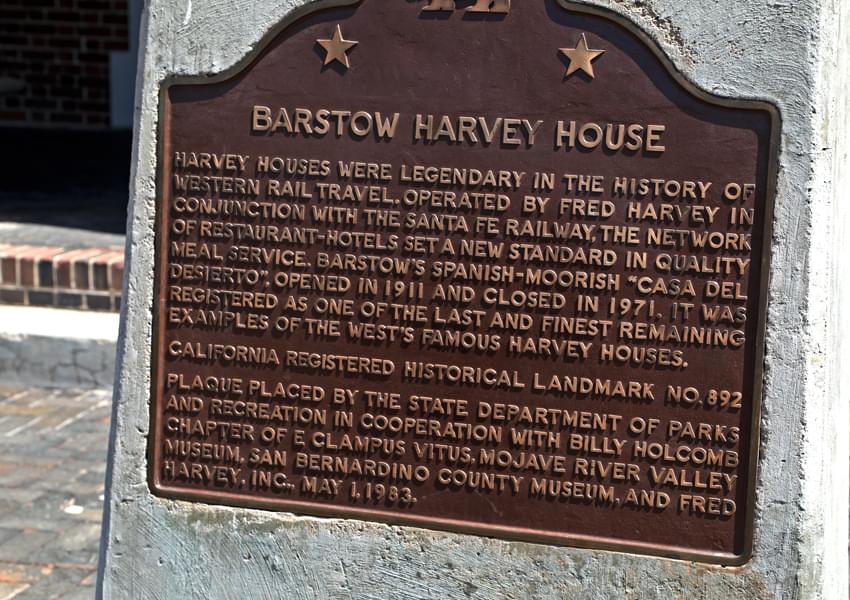 BARSTOW HARVEY HOUSE
HARVEY HOUSES WERE LEGENDARY IN THE HISTORY OF
WESTERN RAIL TRAVEL. OPERATED BY FRED HARVEY IN
CONJUNCTION WITH THE SANTA FE RAILWAY, THE NETWORK
OF RESTAURANT-HOTELS SET A NEW STANDARD IN QUALITY
MEAL SERVICE. BARSTOW'S SPANISH-MOORISH "CASA DEL
DESIERTO", OPENED IN 1911 AND CLOSED IN 1971, IT WAS
REGISTERED AS ONE OF THE LAST AND FINEST REMAINING
EXAMPLES OF THE WEST'S FAMOUS HARVEY HOUSES.
CALIFORNIA REGISTERED HISTORICAL LANDMARK NO. 892
PLAQUE PLACED BY THE STATE DEPARTMENT OF PARKS
AND RECREATION IN COOPERATION WITH BILLY HOLCOMB
CHAPTER OF E CLAMPUS VITUS, MOJAVE RIVER VALLEY
MUSEUM, SAN BERNARDINO COUNTY MUSEUM, AND FRED
HARVEY, INC., MAY 1, 1983.